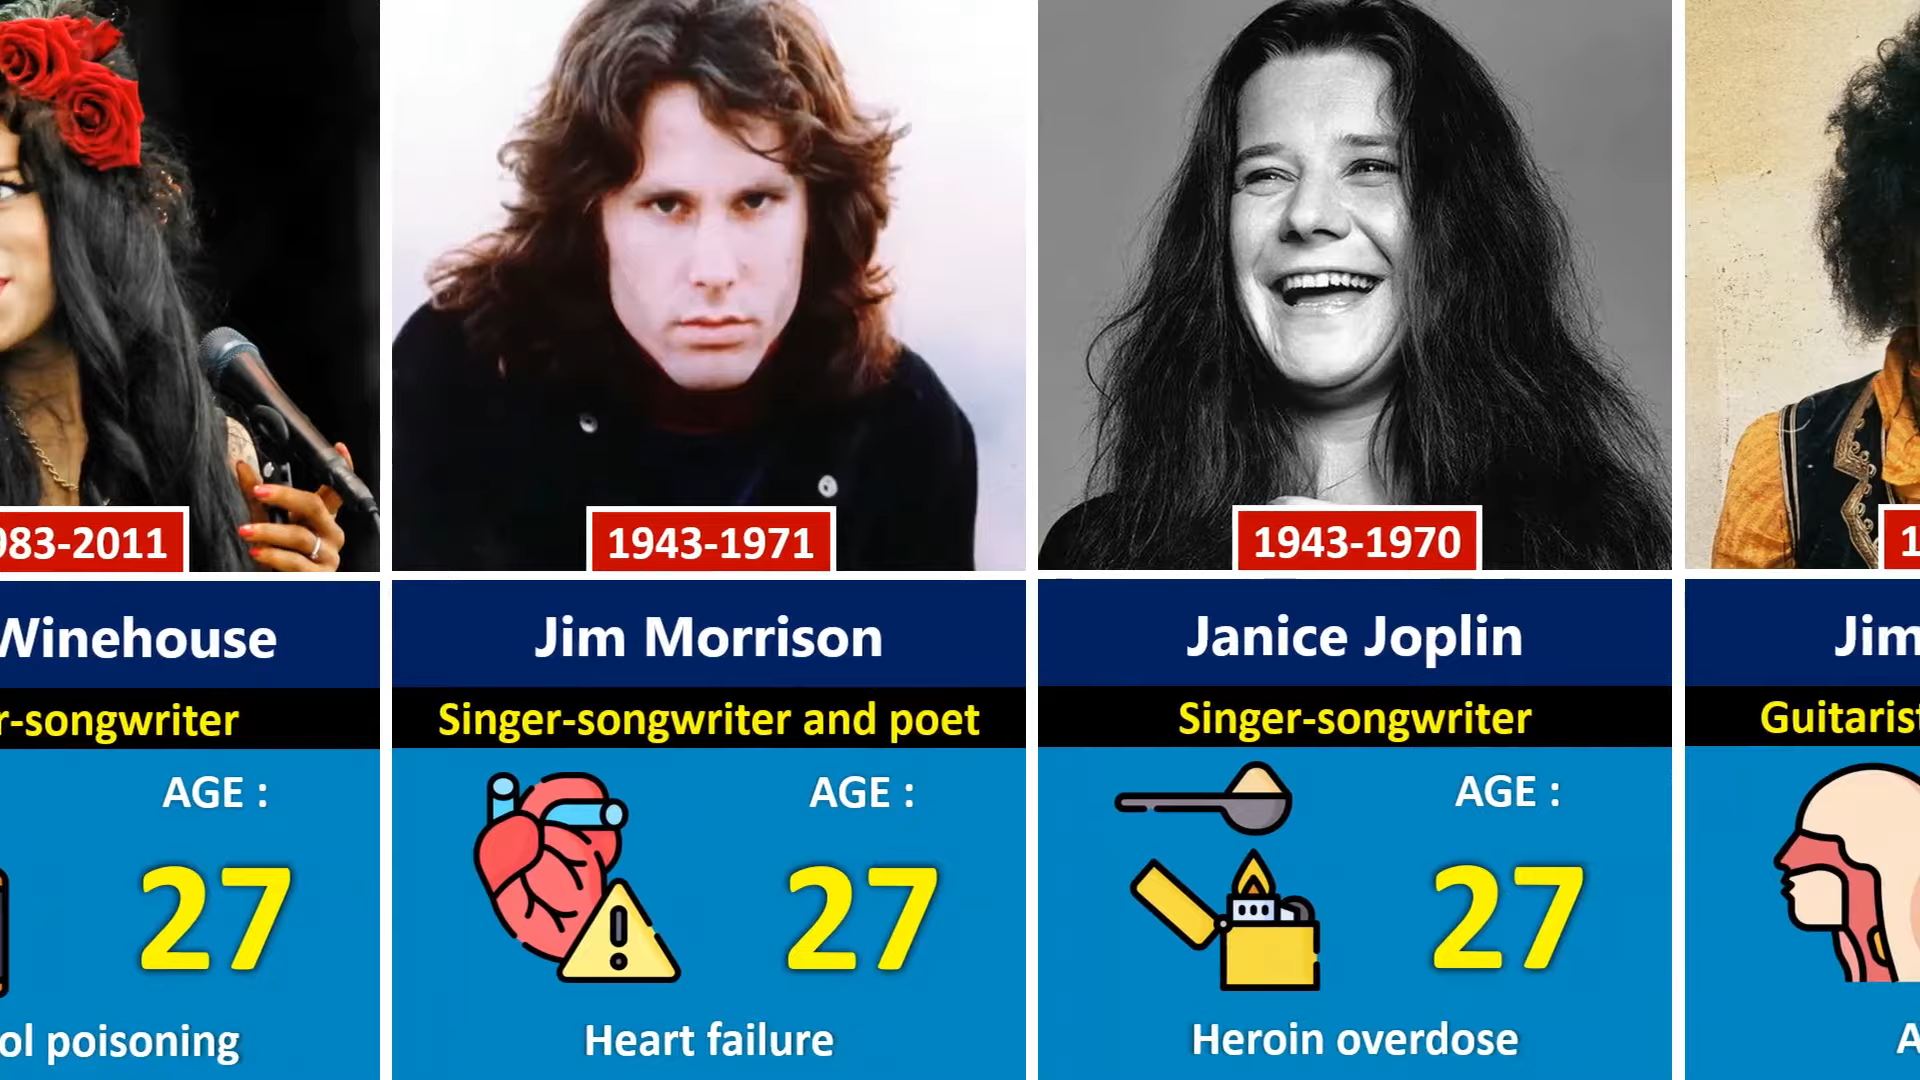 983-2011
Winehouse
r-songwriter
AGE :
27
ol poisoning
1943-1971
Jim Morrison
Singer-songwriter and poet
AGE :
27
Heart failure
1943-1970
Janice Joplin
Singer-songwriter
AGE :
27
Heroin overdose
1
Jim
Guitarist
A